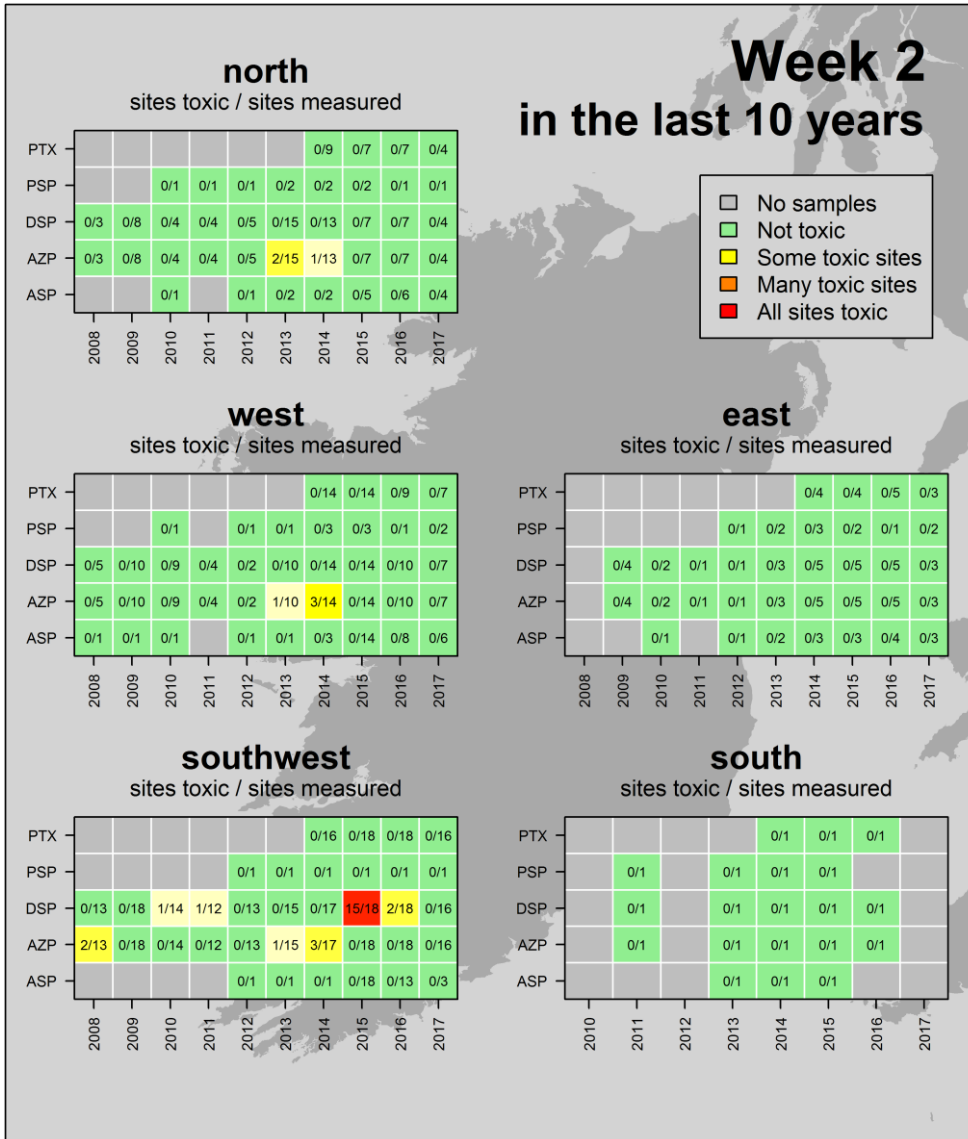 Week 2
in the last 10 years
north
sites toxic / sites measured
PTX 0/9 0/7 0/7 0/4
PSP 0/1 0/1 0/1 0/2 0/2 0/2 0/1 0/1
DSP 0/3 0/8 0/4 0/4 0/5 0/15 0/13 0/7 0/7 0/4
AZP 0/3 0/8 0/4 0/4 0/5 2/15 1/13 0/7 0/7 0/4
ASP 0/1 0/1 0/2 0/2 0/5 0/6 0/4
2008 2009 2010 2011 2012 2013 2014 2015 2016 2017
No samples
Not toxic
Some toxic sites
Many toxic sites
All sites toxic
west
sites toxic / sites measured
PTX 0/14 0/14 0/9 0/7
PSP 0/1 0/1 0/1 0/3 0/3 0/1 0/2
DSP 0/5 0/10 0/9 0/4 0/2 0/10 0/14 0/14 0/10 0/7
AZP 0/5 0/10 0/9 0/4 0/2 1/10 3/14 0/14 0/10 0/7
ASP 0/1 0/1 0/1 0/1 0/1 0/3 0/14 0/8 0/6
2008 2009 2010 2011 2012 2013 2014 2015 2016 2017
east
sites toxic / sites measured
PTX 0/4 0/4 0/5 0/3
PSP 0/1 0/2 0/3 0/2 0/1 0/2
DSP 0/4 0/2 0/1 0/1 0/3 0/5 0/5 0/5 0/3
AZP 0/4 0/2 0/1 0/1 0/3 0/5 0/5 0/5 0/3
ASP 0/1 0/1 0/2 0/3 0/3 0/4 0/3
2008 2009 2010 2011 2012 2013 2014 2015 2016 2017
southwest
sites toxic / sites measured
PTX 0/16 0/18 0/18 0/16
PSP 0/1 0/1 0/1 0/1 0/1 0/1
DSP 0/13 0/18 1/14 1/12 0/13 0/15 0/17 15/18 2/18 0/16
AZP 2/13 0/18 0/14 0/12 0/13 1/15 3/17 0/18 0/18 0/16
ASP 0/1 0/1 0/1 0/18 0/13 0/3
2008 2009 2010 2011 2012 2013 2014 2015 2016 2017
south
sites toxic / sites measured
PTX 0/1 0/1 0/1
PSP 0/1 0/1 0/1 0/1
DSP 0/1 0/1 0/1 0/1 0/1
AZP 0/1 0/1 0/1 0/1 0/1
ASP 0/1 0/1 0/1
2010 2011 2012 2013 2014 2015 2016 2017